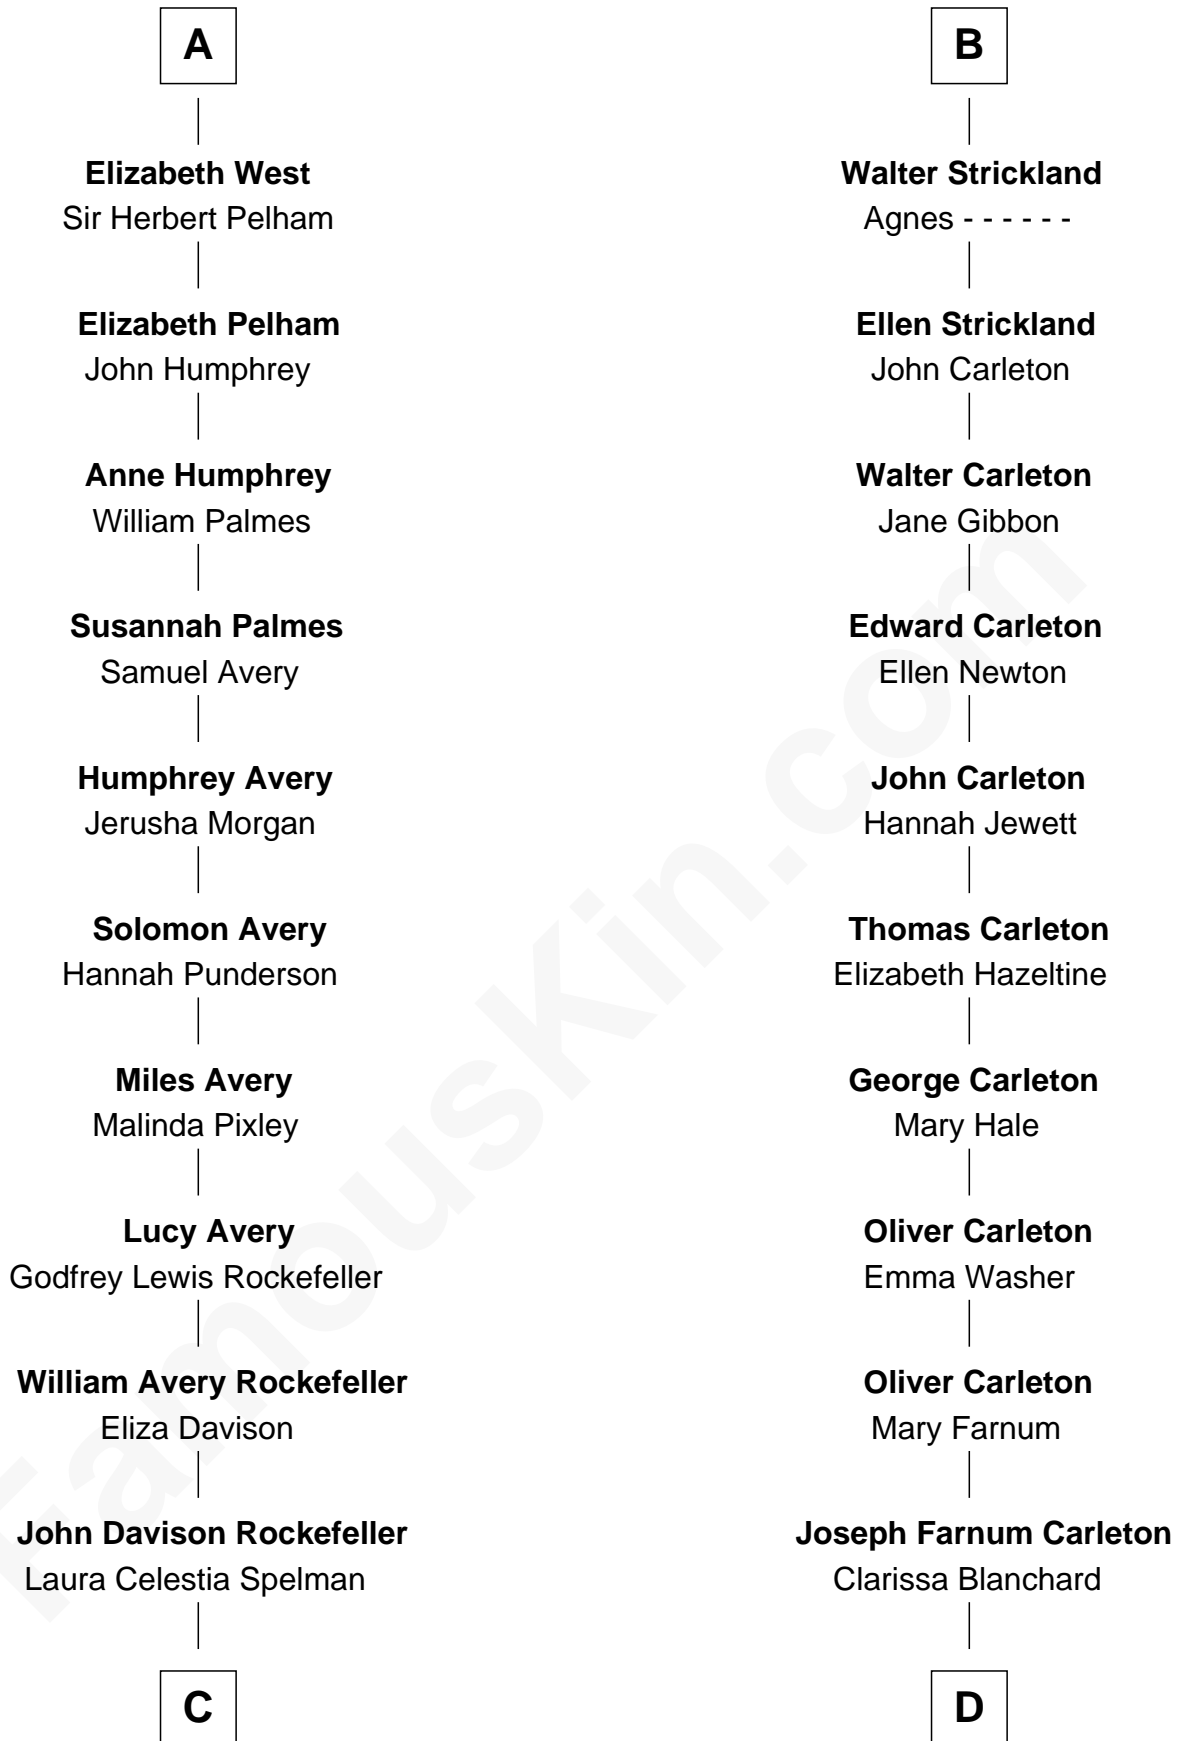 A
Elizabeth West
Sir Herbert Pelham
Elizabeth Pelham
John Humphrey
Anne Humphrey
William Palmes
Susannah Palmes
Samuel Avery
Humphrey Avery
Jerusha Morgan
Solomon Avery
Hannah Punderson
Miles Avery
Malinda Pixley
Lucy Avery
Godfrey Lewis Rockefeller
William Avery Rockefeller
Eliza Davison
John Davison Rockefeller
Laura Celestia Spelman
C
B
Walter Strickland
Agnes - - - - - -
Ellen Strickland
John Carleton
Walter Carleton
Jane Gibbon
Edward Carleton
Ellen Newton
John Carleton
Hannah Jewett
Thomas Carleton
Elizabeth Hazeltine
George Carleton
Mary Hale
Oliver Carleton
Emma Washer
Oliver Carleton
Mary Farnum
Joseph Farnum Carleton
Clarissa Blanchard
D
FamousKin.com